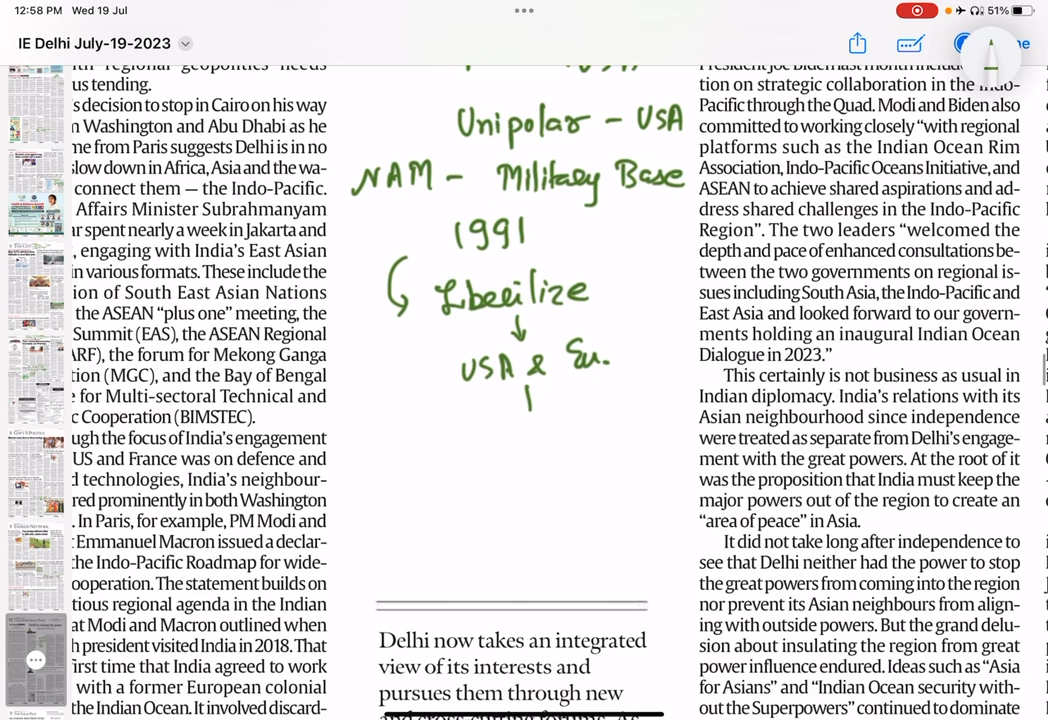 12:58 PM Wed 19 Jul
51%
IE Delhi July-19-2023
us tending.
's decision to stop in Cairo on his way
n Washington and Abu Dhabi as he
me from Paris suggests Delhi is in no
slow down in Africa, Asia and the wa-
connect them — the Indo-Pacific.
Affairs Minister Subrahmanyam
ar spent nearly a week in Jakarta and
, engaging with India's East Asian
in various formats. These include the
ion of South East Asian Nations
the ASEAN "plus one" meeting, the
Summit (EAS), the ASEAN Regional
ARF), the forum for Mekong Ganga
tion (MGC), and the Bay of Bengal
e for Multi-sectoral Technical and
c Cooperation (BIMSTEC).
ugh the focus of India's engagement
US and France was on defence and
d technologies, India's neighbour-
red prominently in both Washington
. In Paris, for example, PM Modi and
Emmanuel Macron issued a declar-
the Indo-Pacific Roadmap for wide-
ooperation. The statement builds on
tious regional agenda in the Indian
at Modi and Macron outlined when
h president visited India in 2018. That
irst time that India agreed to work
with a former European colonial
the Indian Ocean. It involved discard-
Unipolar - USA
NAM - Military Base
1991
Lberilize
USA & Eu.
Delhi now takes an integrated
view of its interests and
pursues them through new
tion on strategic collaboration in the Indo-
Pacific through the Quad. Modi and Biden also
committed to working closely "with regional
platforms such as the Indian Ocean Rim
Association, Indo-Pacific Oceans Initiative, and
ASEAN to achieve shared aspirations and ad-
dress shared challenges in the Indo-Pacific
Region". The two leaders "welcomed the
depth and pace of enhanced consultations be-
tween the two governments on regional is-
sues including South Asia, the Indo-Pacific and
East Asia and looked forward to our govern-
ments holding an inaugural Indian Ocean
Dialogue in 2023."
This certainly is not business as usual in
Indian diplomacy. India's relations with its
Asian neighbourhood since independence
were treated as separate from Delhi's engage-
ment with the great powers. At the root of it
was the proposition that India must keep the
major powers out of the region to create an
"area of peace" in Asia.
It did not take long after independence to
see that Delhi neither had the power to stop
the great powers from coming into the region
nor prevent its Asian neighbours from align-
ing with outside powers. But the grand delu-
sion about insulating the region from great
power influence endured. Ideas such as "Asia
for Asians" and "Indian Ocean security with-
out the Superpowers" continued to dominate